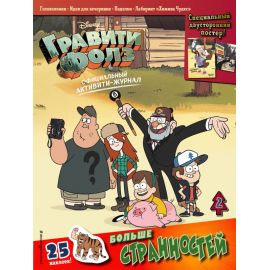 Головоломки • Идеи для вечеринки • Поделки • Лабиринт «Хижины Чудес»
Disney
ГРАВИТИ
ФОЛЗ
ОФИЦИАЛЬНЫЙ
АКТИВИТИ-ЖУРНАЛ
Специальный
двусторонний
постер!
?
2
25
наклеек!
БОЛЬШЕ
СТРАННОСТЕЙ